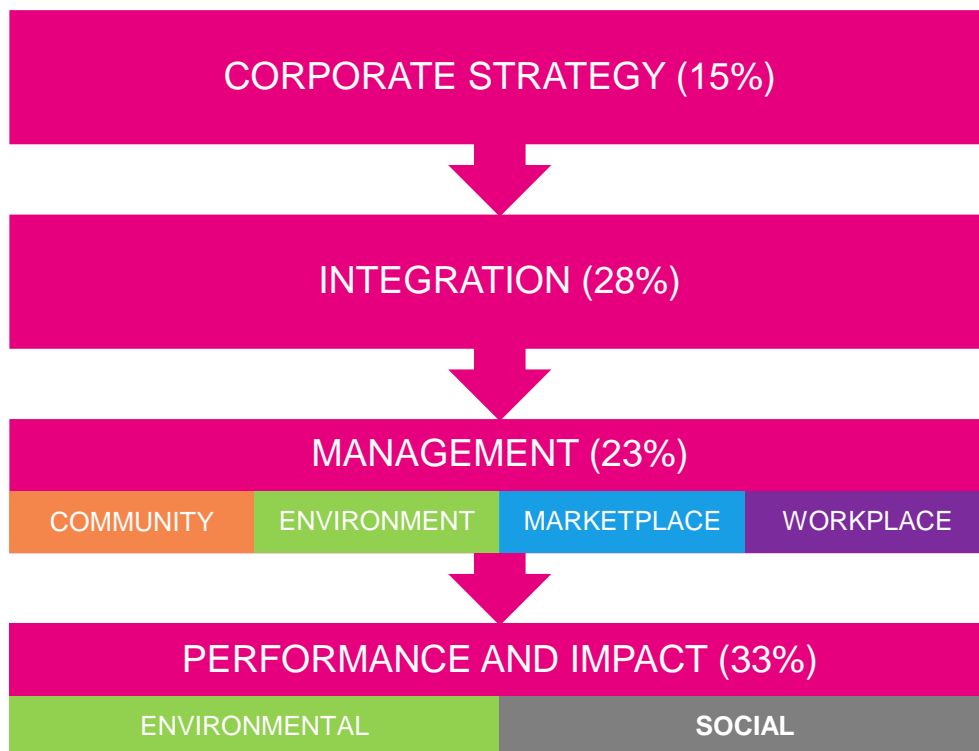 CORPORATE STRATEGY (15%)
INTEGRATION (28%)
MANAGEMENT (23%)
COMMUNITY ENVIRONMENT MARKETPLACE WORKPLACE
PERFORMANCE AND IMPACT (33%)
ENVIRONMENTAL SOCIAL